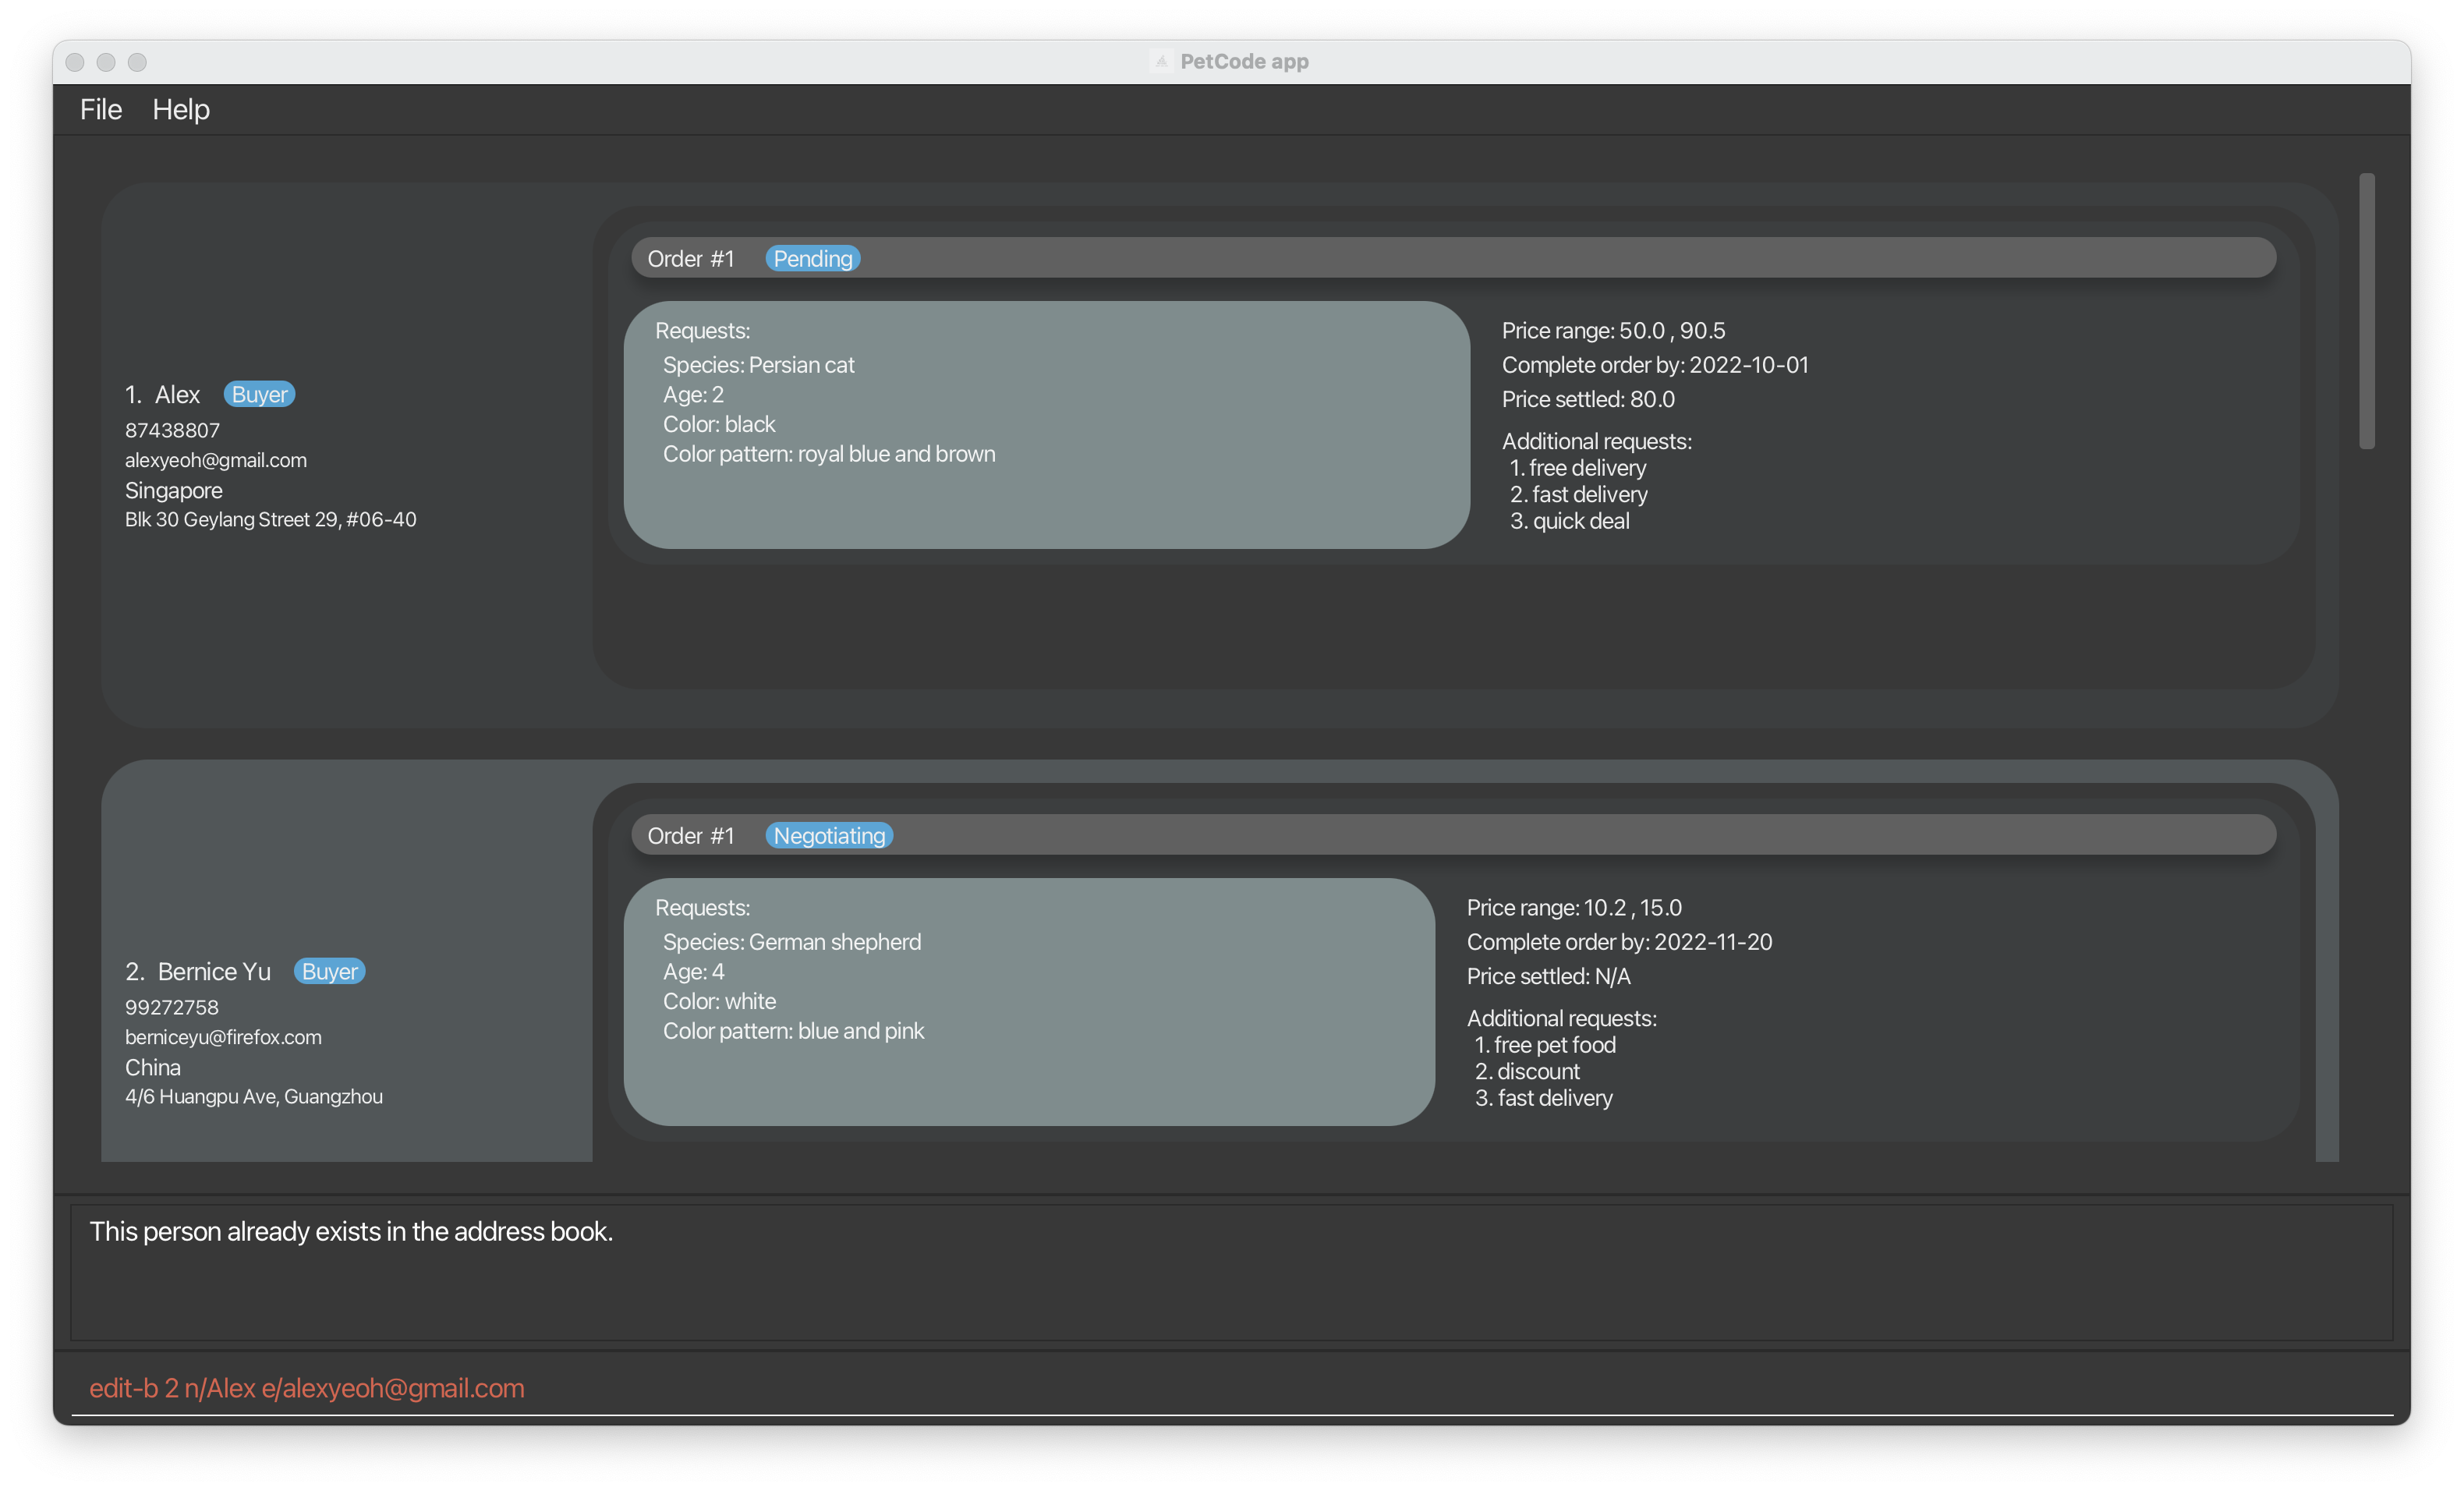 PetCode app
File Help
Order #1 Pending
Requests:
Species: Persian cat
Age: 2
Color: black
Color pattern: royal blue and brown
Price range: 50.0 , 90.5
Complete order by: 2022-10-01
Price settled: 80.0
Additional requests:
1. free delivery
2. fast delivery
3. quick deal
1. Alex Buyer
87438807
alexyeoh@gmail.com
Singapore
Blk 30 Geylang Street 29, #06-40
Order #1 Negotiating
Requests:
Species: German shepherd
Age: 4
Color: white
Color pattern: blue and pink
Price range: 10.2 , 15.0
Complete order by: 2022-11-20
Price settled: N/A
Additional requests:
1. free pet food
2. discount
3. fast delivery
2. Bernice Yu Buyer
99272758
berniceyu@firefox.com
China
4/6 Huangpu Ave, Guangzhou
This person already exists in the address book.
edit-b 2 n/Alex e/alexyeoh@gmail.com